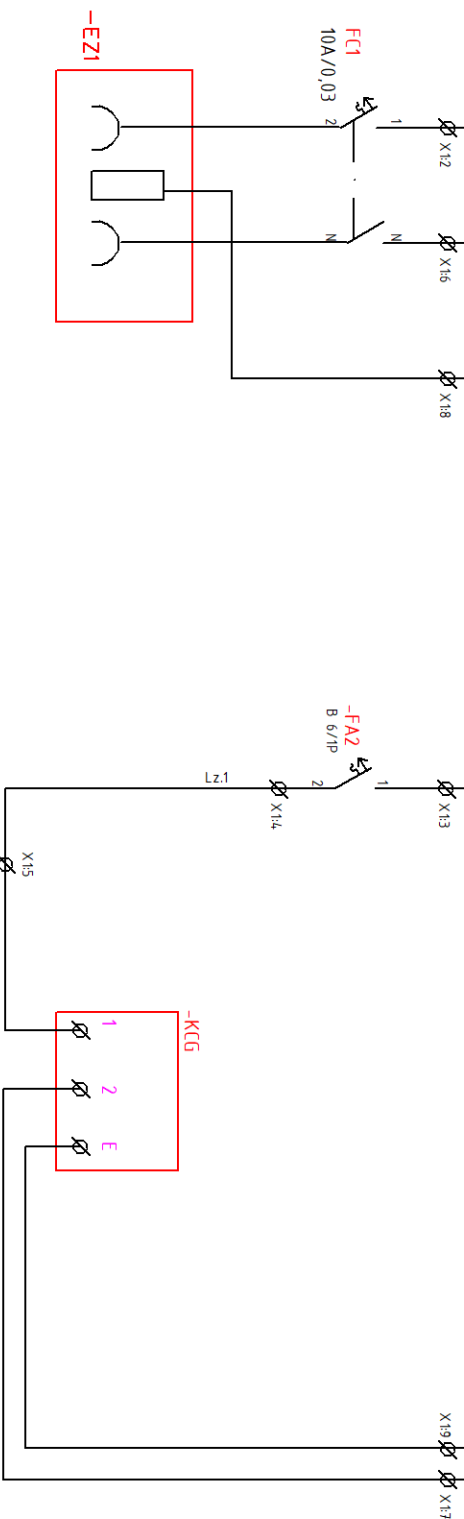 -EZ1
FC1
10A/0,03
2
1
X1:2
N
N
X1:6
X1:8
-FA2
B 6/1P
2
1
X1:3
Lz.1
X1:4
X1:5
-KCG
1
2
E
X1:9
X1:7